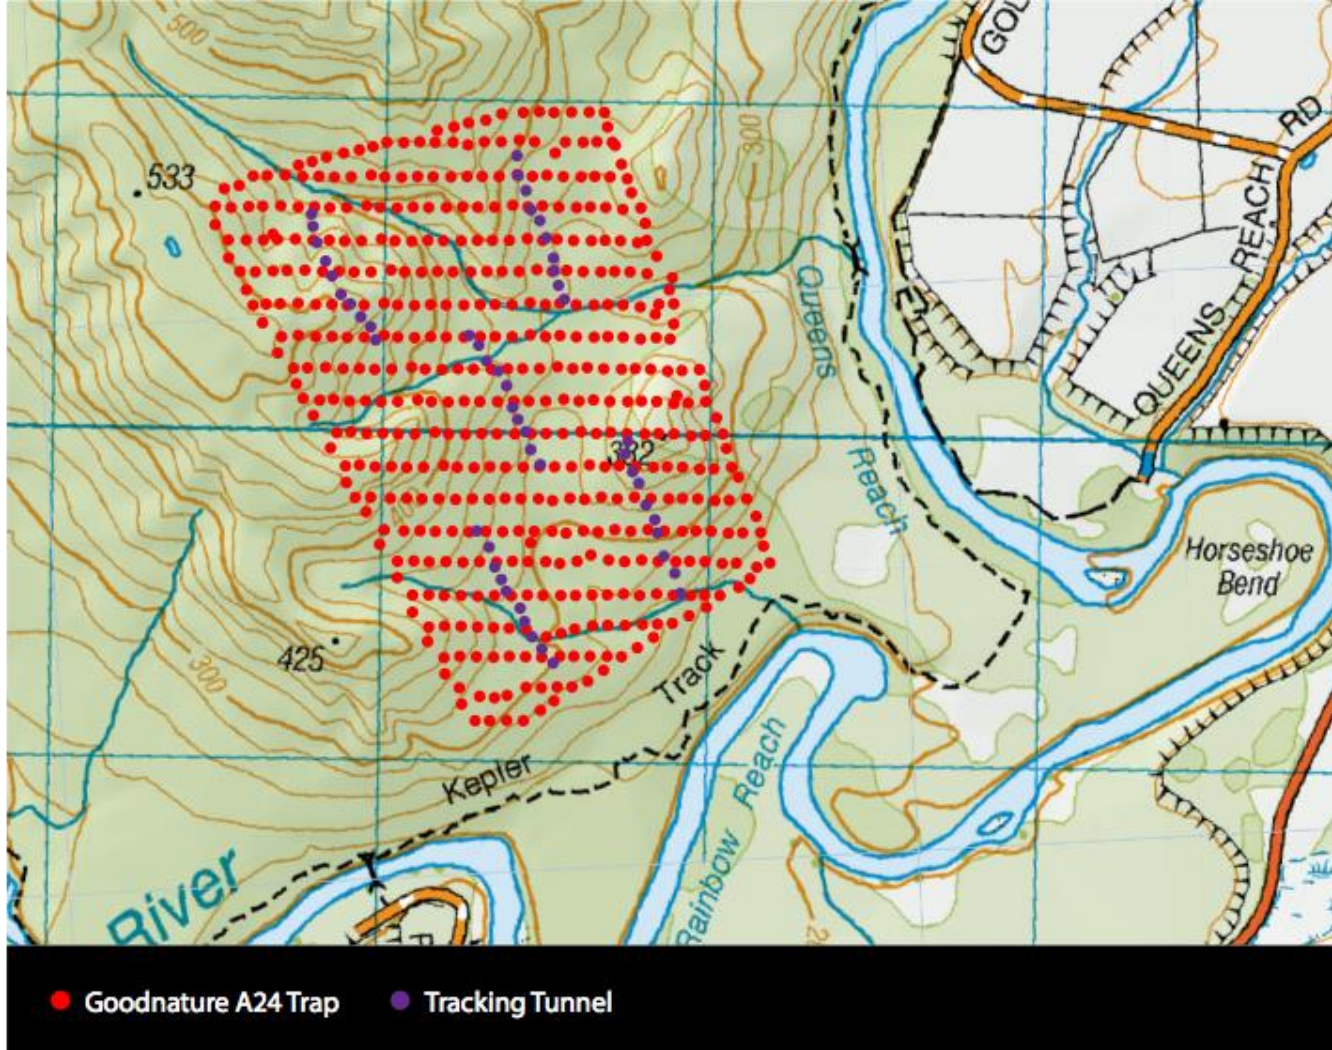 500
GOL
RD
300
533
REACH
Queens
QUEENS
332
400
Reach
Horseshoe
Bend
425
300
Track
Kepler
Reach
Rainbow
River
Goodnature A24 Trap
Tracking Tunnel